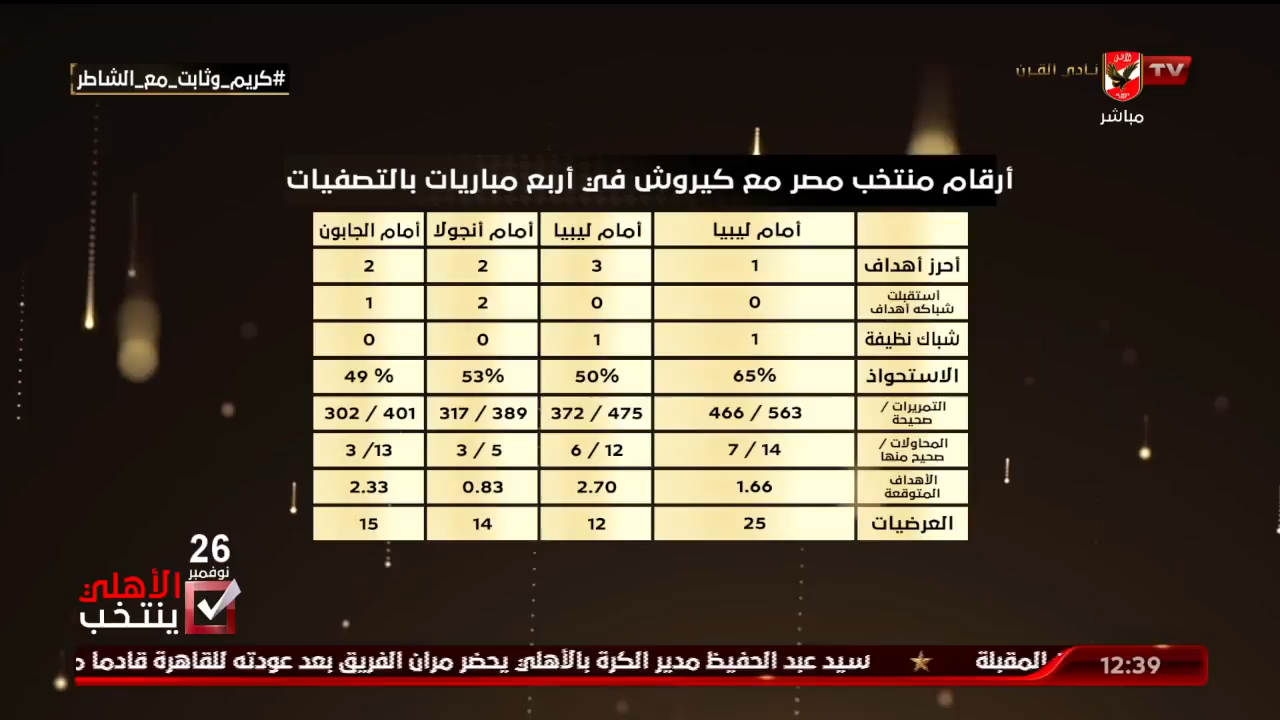 #كريم_وثابت_مع_الشاطر
نادي القرن
TV
مباشر
أرقام منتخب مصر مع كيروش في أربع مباريات بالتصفيات
أمام ليبيا أمام ليبيا أمام أنجولا أمام الجابون
أحرز أهداف 1 3 2 2
استقبلت
شباكه أهداف 0 0 2 1
شباك نظيفة 1 1 0 0
الاستحواذ 65% 50% 53% 49 %
التمريرات /
صحيحة 466 / 563 372 / 475 317 / 389 302 / 401
المحاولات /
صحيح منها 7 / 14 6 / 12 3 / 5 3 /13
الأهداف
المتوقعة 1.66 2.70 0.83 2.33
العرضيات 25 12 14 15
26
نوفمبر
الأهلي
ينتخب
المقبلة ★ سيد عبد الحفيظ مدير الكرة بالأهلي يحضر مران الفريق بعد عودته للقاهرة قادما
12:39